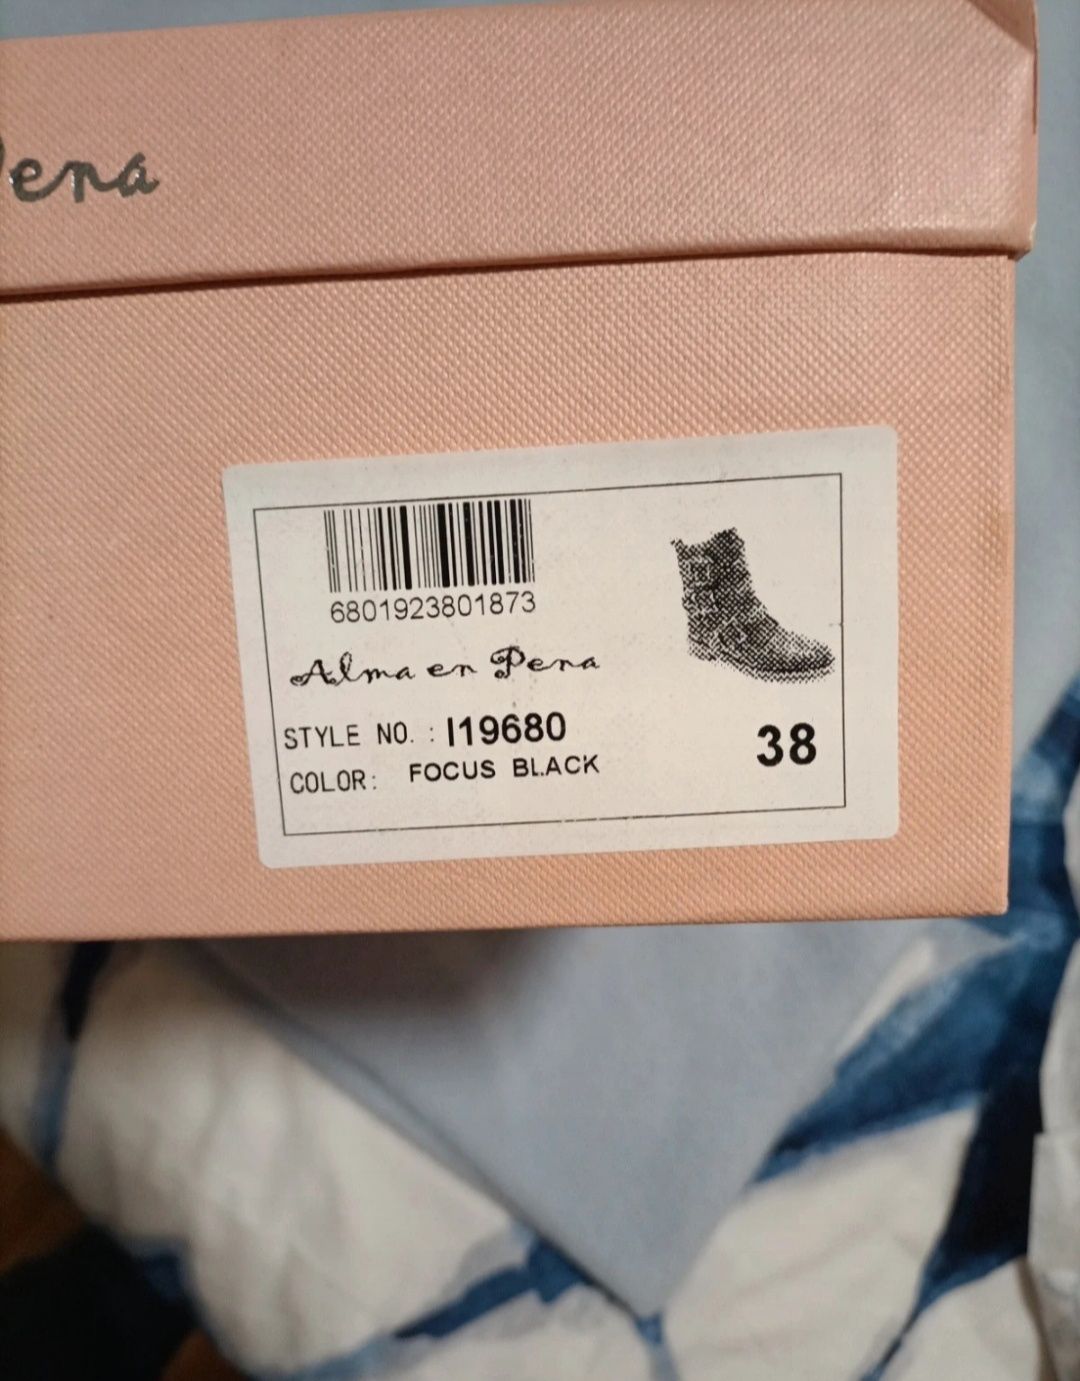 Pena
6801923801873
Alma en Pena
STYLE NO. : I19680
COLOR: FOCUS BLACK
38